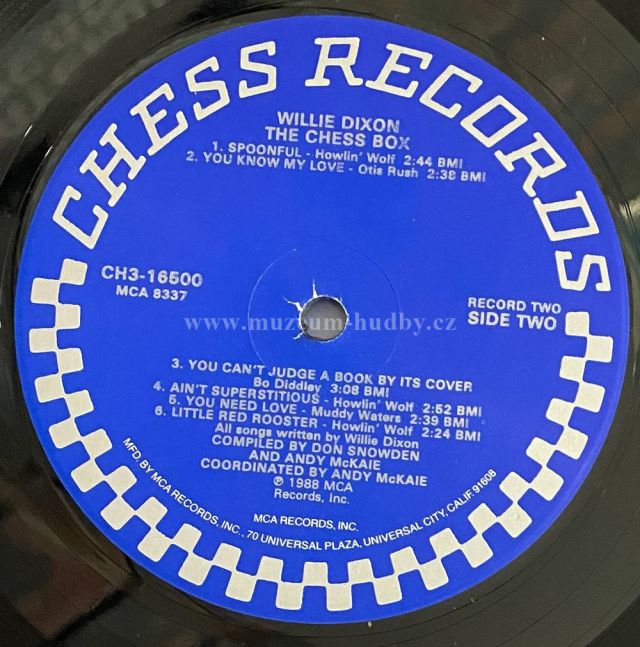 CHESS RECORDS
WILLIE DIXON
THE CHESS BOX
1. SPOONFUL - Howlin' Wolf 2:44 BMI
2. YOU KNOW MY LOVE - Otis Rush 2:38 BMI
CH3-16500
MCA 8337
RECORD TWO
SIDE TWO
www.muzeum-hudby.cz
3. YOU CAN'T JUDGE A BOOK BY ITS COVER
Bo Diddley 3:08 BMI
4. AIN'T SUPERSTITIOUS - Howlin' Wolf 2:52 BMI
5. YOU NEED LOVE - Muddy Waters 2:39 BMI
6. LITTLE RED ROOSTER - Howlin' Wolf 2:24 BMI
All songs written by Willie Dixon
COMPILED BY DON SNOWDEN
AND ANDY McKAIE
COORDINATED BY ANDY McKAIE
℗ 1988 MCA
Records, Inc.
MCA RECORDS, INC.
MFD. BY MCA RECORDS, INC., 70 UNIVERSAL PLAZA, UNIVERSAL CITY, CALIF. 91608